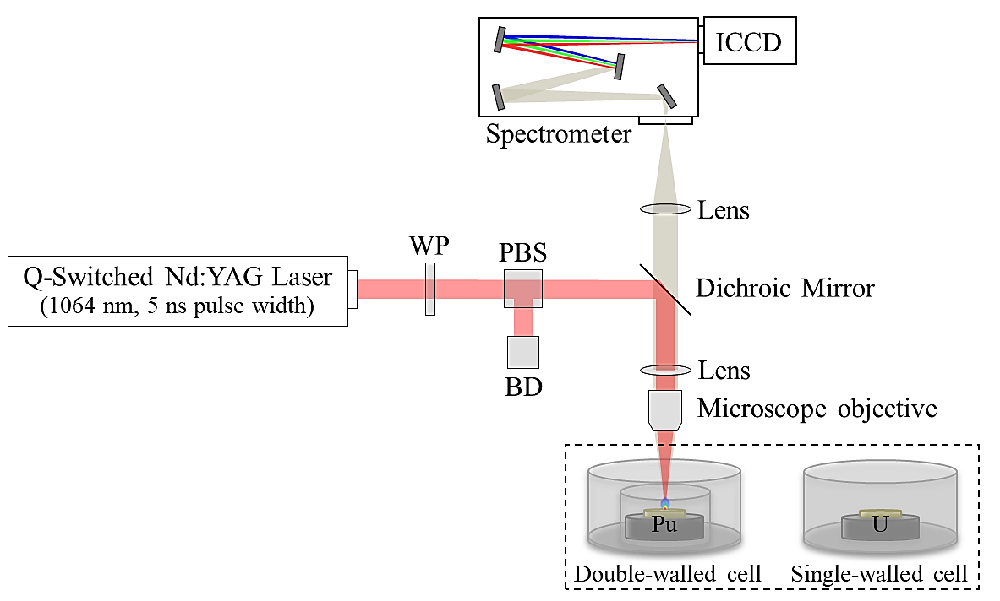 ICCD
Spectrometer
Lens
WP
PBS
Q-Switched Nd:YAG Laser
(1064 nm, 5 ns pulse width)
Dichroic Mirror
Lens
BD
Microscope objective
Pu
U
Double-walled cell
Single-walled cell